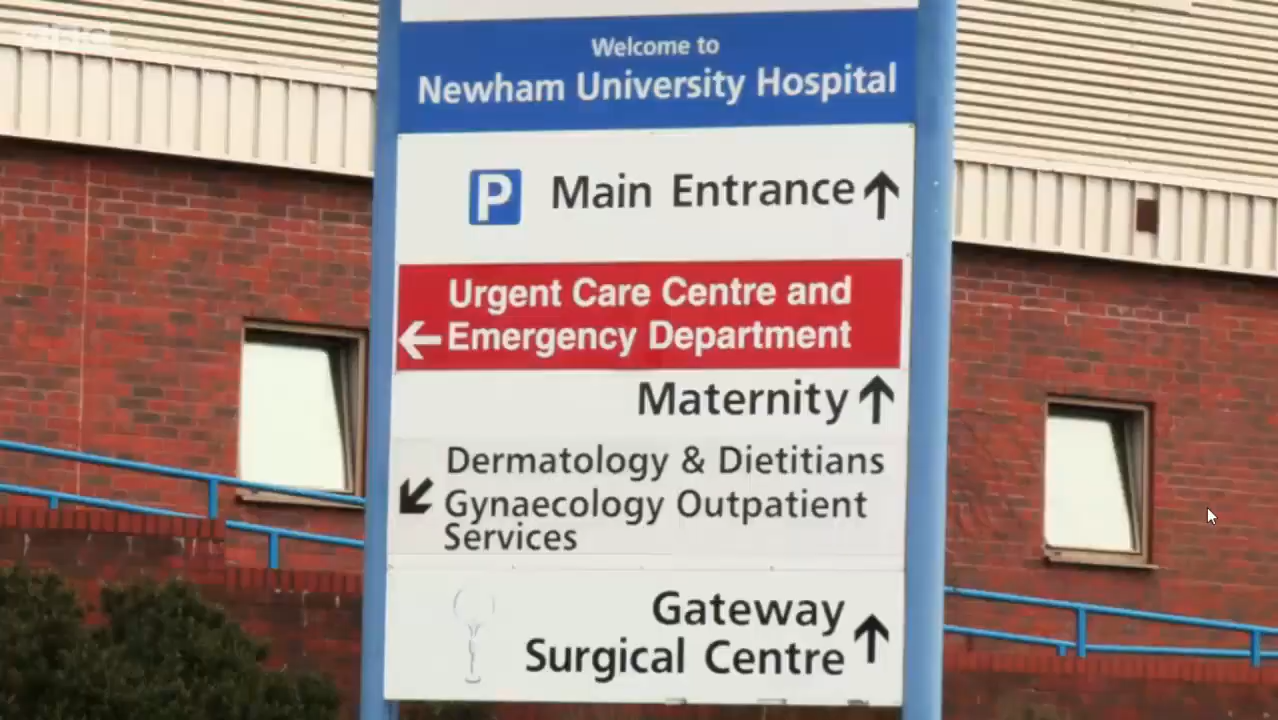 BBC
Welcome to
Newham University Hospital
P Main Entrance
Urgent Care Centre and
Emergency Department
Maternity
Dermatology & Dietitians
Gynaecology Outpatient
Services
Gateway
Surgical Centre